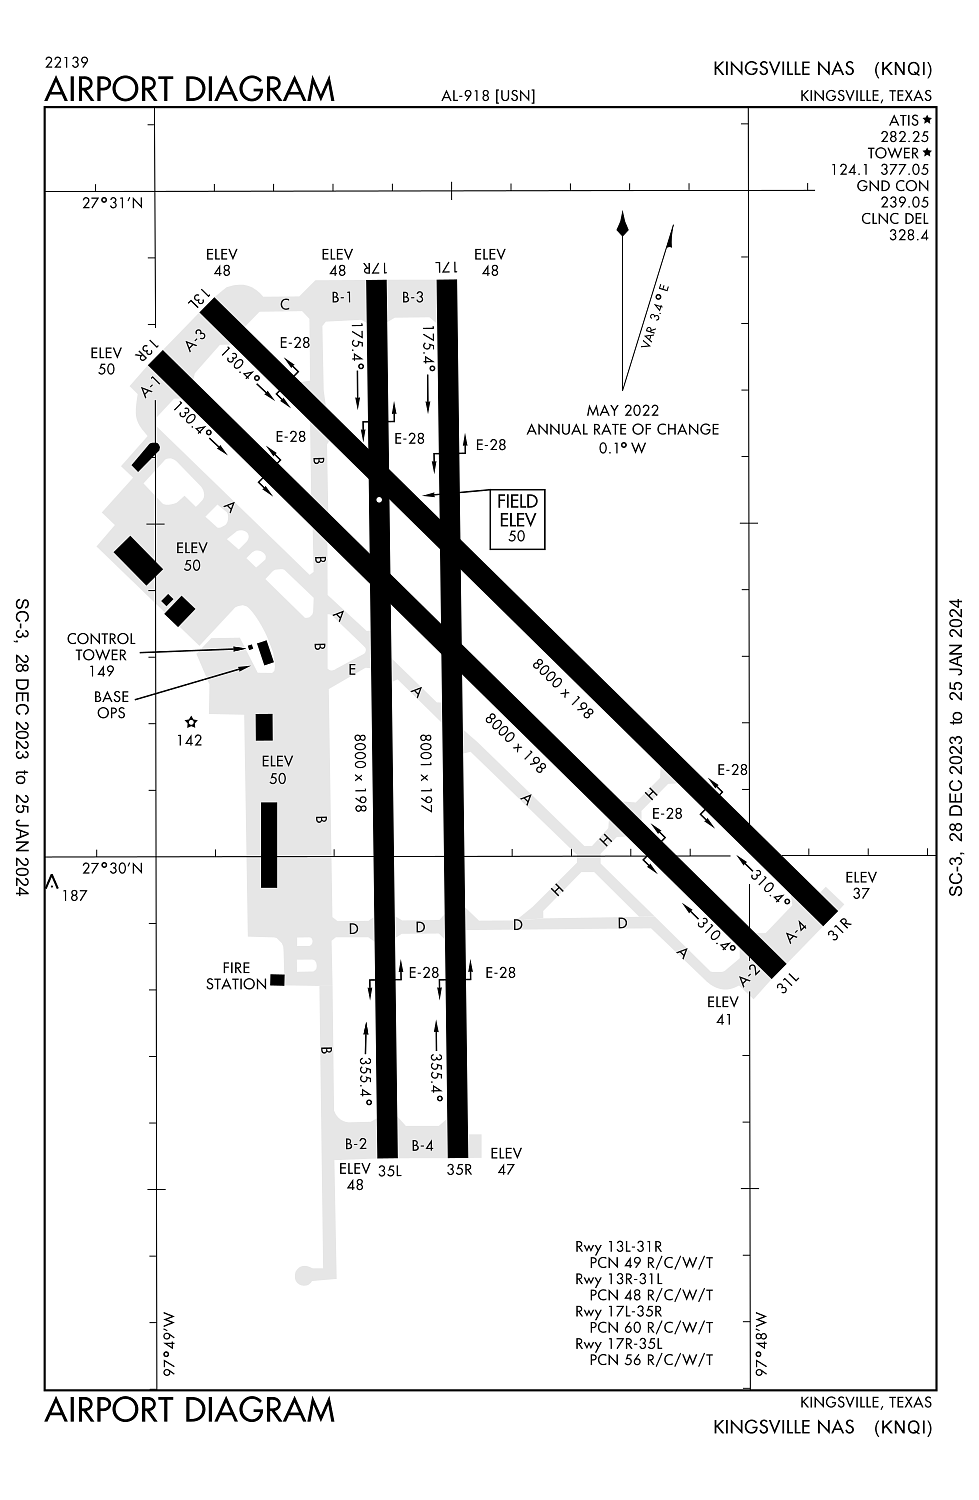 22139
AIRPORT DIAGRAM
AL-918 [USN]
KINGSVILLE NAS (KNQI)
KINGSVILLE, TEXAS
ATIS ★
282.25
TOWER ★
124.1 377.05
GND CON
239.05
CLNC DEL
328.4
27°31'N
VAR 3.4° E
MAY 2022
ANNUAL RATE OF CHANGE
0.1° W
ELEV
48
ELEV
48
ELEV
48
13L
17R
17L
C
B-1
B-3
A-3
E-28
13R
ELEV
50
A-1
130.4°
130.4°
175.4°
175.4°
E-28
E-28
E-28
B
A
FIELD
ELEV
50
ELEV
50
B
A
B
E
A
CONTROL
TOWER
149
BASE
OPS
142
ELEV
50
8000 x 198
8000 x 198
8000 x 198
8001 x 197
A
H
E-28
E-28
H
B
27°30'N
187
H
310.4°
310.4°
ELEV
37
31R
A-4
D
D
D
D
A
A-2
31L
ELEV
41
FIRE
STATION
E-28
E-28
B
355.4°
355.4°
B-2
B-4
ELEV
48
35L
35R
ELEV
47
Rwy 13L-31R
PCN 49 R/C/W/T
Rwy 13R-31L
PCN 48 R/C/W/T
Rwy 17L-35R
PCN 60 R/C/W/T
Rwy 17R-35L
PCN 56 R/C/W/T
97°49'W
97°48'W
SC-3, 28 DEC 2023 to 25 JAN 2024
SC-3, 28 DEC 2023 to 25 JAN 2024
AIRPORT DIAGRAM
KINGSVILLE, TEXAS
KINGSVILLE NAS (KNQI)